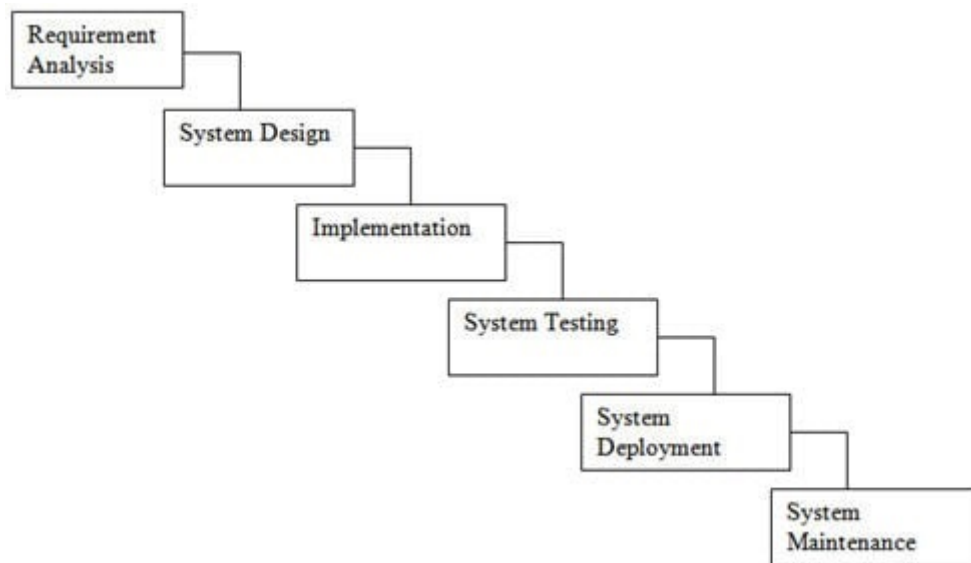 Requirement
Analysis
System Design
Implementation
System Testing
System
Deployment
System
Maintenance